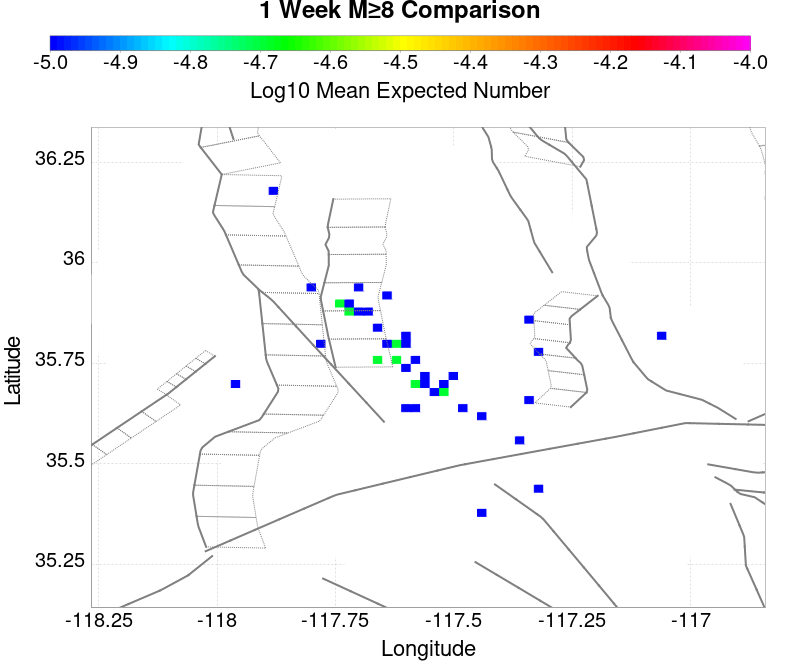 1 Week M≥8 Comparison
-5.0 -4.9 -4.8 -4.7 -4.6 -4.5 -4.4 -4.3 -4.2 -4.1 -4.0
Log10 Mean Expected Number
36.25
36
35.75
35.5
35.25
Latitude
-118.25 -118 -117.75 -117.5 -117.25 -117
Longitude